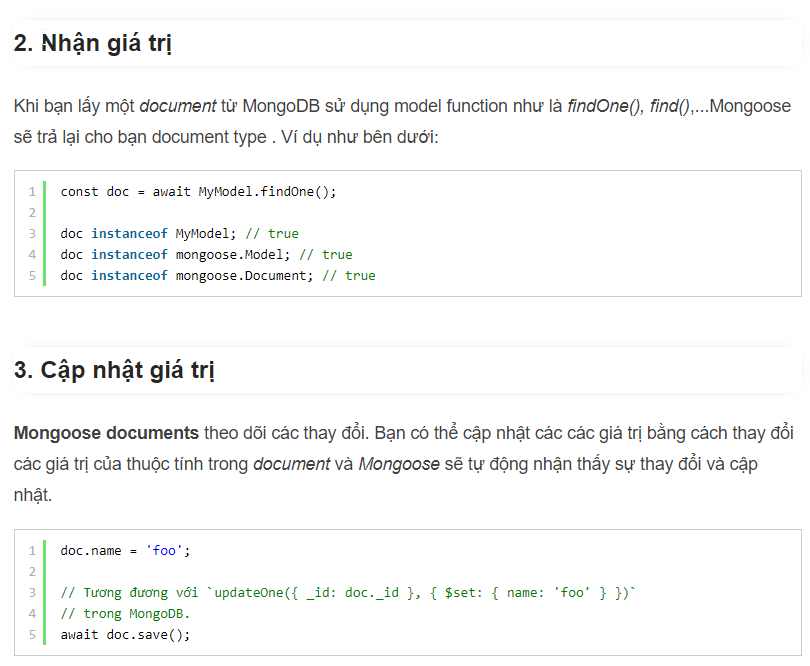 2. Nhận giá trị
Khi bạn lấy một document từ MongoDB sử dụng model function như là findOne(), find(),...Mongoose
sẽ trả lại cho bạn document type . Ví dụ như bên dưới:
1 const doc = await MyModel.findOne();
2
3 doc instanceof MyModel; // true
4 doc instanceof mongoose.Model; // true
5 doc instanceof mongoose.Document; // true
3. Cập nhật giá trị
Mongoose documents theo dõi các thay đổi. Bạn có thể cập nhật các các giá trị bằng cách thay đổi
các giá trị của thuộc tính trong document và Mongoose sẽ tự động nhận thấy sự thay đổi và cập
nhật.
1 doc.name = 'foo';
2
3 // Tương đương với `updateOne({ _id: doc._id }, { $set: { name: 'foo' } })`
4 // trong MongoDB.
5 await doc.save();